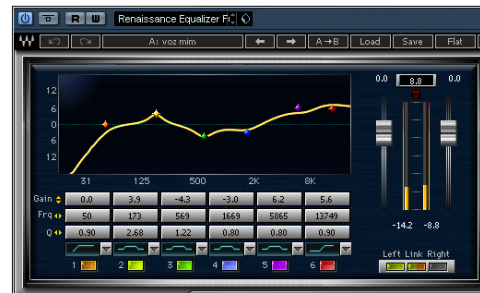 R W Renaissance Equalizer F
A: voz mim A→B Load Save Flat
0.0 8.8 0.0
12
6
0
6
12
31 125 500 2K 8K
Gain 0.0 3.9 -4.3 -3.0 6.2 5.6
Frq 50 173 569 1669 5865 13749
Q 0.90 2.68 1.22 0.80 0.80 0.90
-14.2 -8.8
Left Link Right
1 2 3 4 5 6